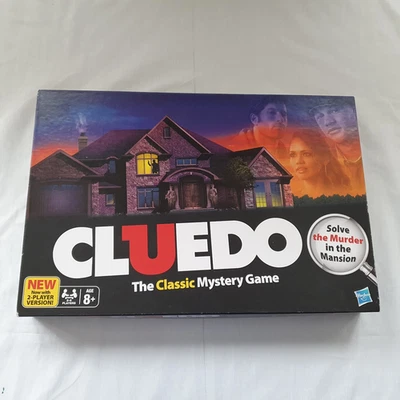 CLUEDO
The Classic Mystery Game
Solve
the Murder
in the
Mansion
NEW
Now with
2-PLAYER
VERSION!
PLAYERS
AGE
8+
Hasbro